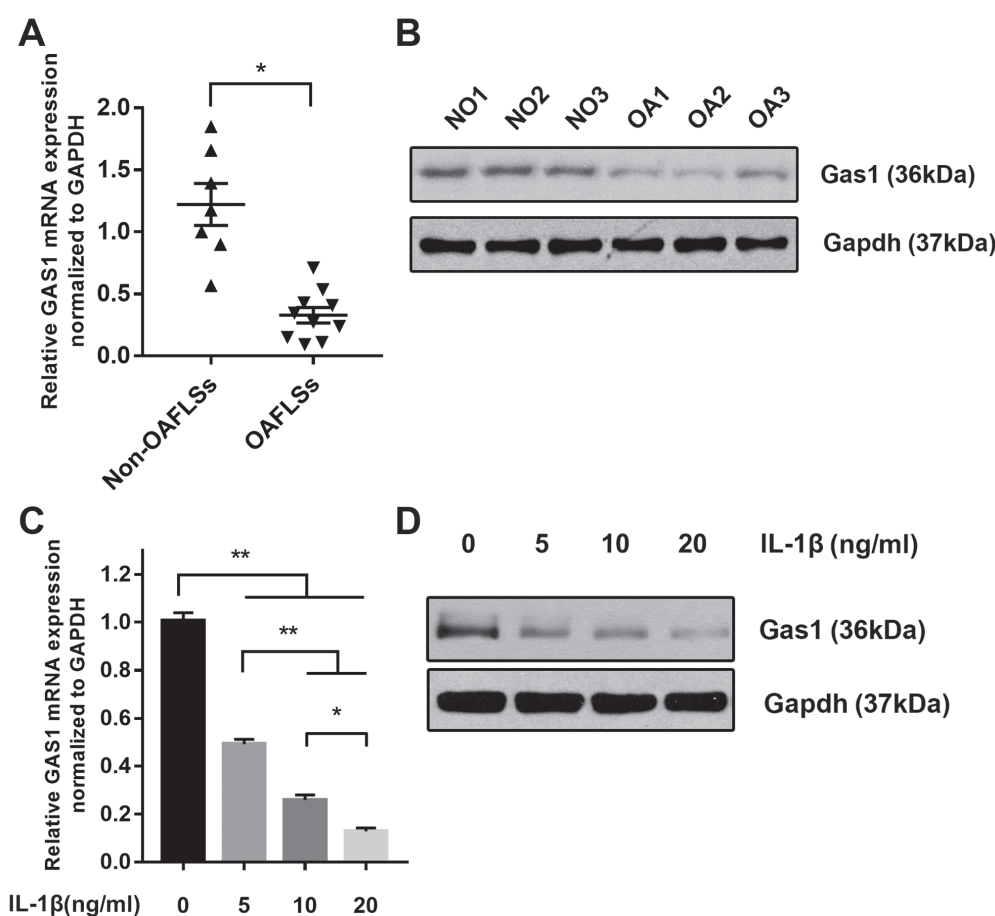 A
Relative GAS1 mRNA expression
normalized to GAPDH
2.0
1.5
1.0
0.5
0.0
*
Non-OAFLSs
OAFLSs
B
NO1 NO2 NO3 OA1 OA2 OA3
Gas1 (36kDa)
Gapdh (37kDa)
C
Relative GAS1 mRNA expression
normalized to GAPDH
1.2
1.0
0.8
0.6
0.4
0.2
0.0
**
**
*
IL-1β(ng/ml) 0 5 10 20
D
0 5 10 20 IL-1β (ng/ml)
Gas1 (36kDa)
Gapdh (37kDa)